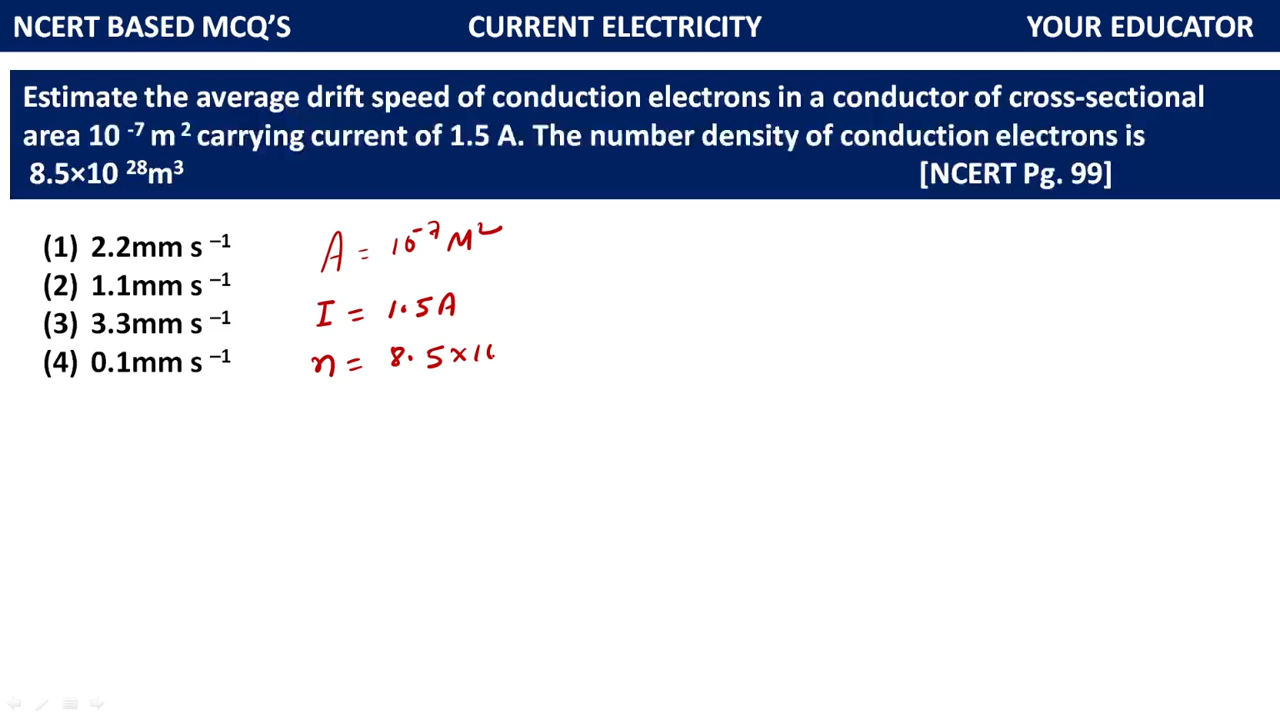 NCERT BASED MCQ’S CURRENT ELECTRICITY YOUR EDUCATOR
Estimate the average drift speed of conduction electrons in a conductor of cross-sectional
area 10 ⁻⁷ m ² carrying current of 1.5 A. The number density of conduction electrons is
8.5×10 ²⁸m³ [NCERT Pg. 99]
(1) 2.2mm s ⁻¹
(2) 1.1mm s ⁻¹
(3) 3.3mm s ⁻¹
(4) 0.1mm s ⁻¹
A = 10⁻⁷ M²
I = 1.5A
n = 8.5×1